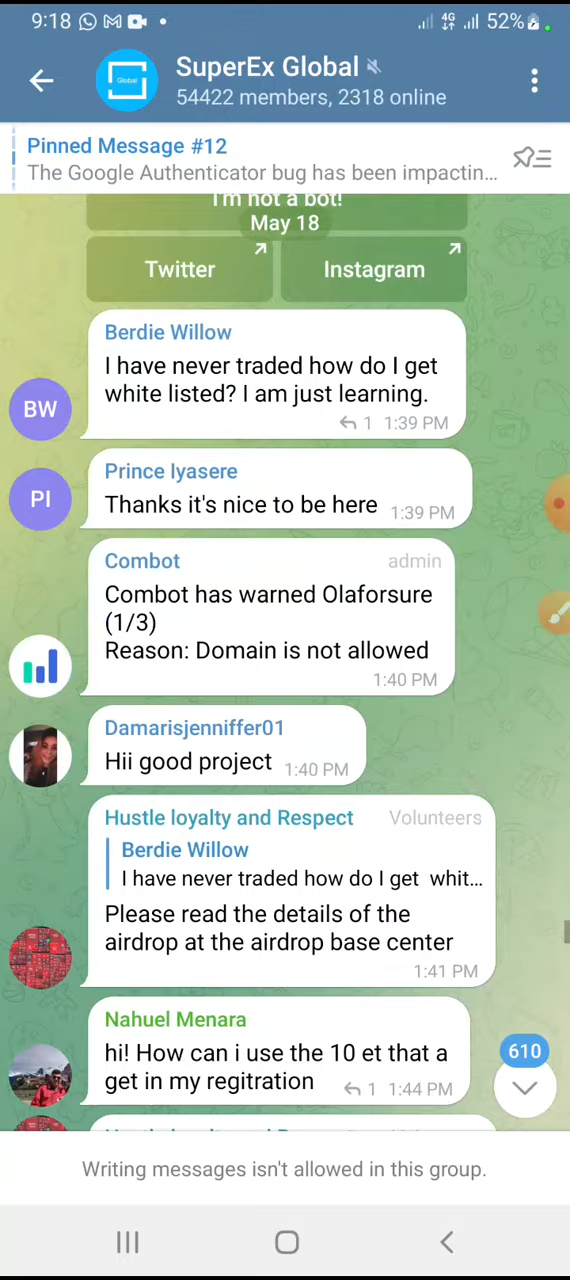 9:18
4G
52%
Global
SuperEx Global
54422 members, 2318 online
Pinned Message #12
The Google Authenticator bug has been impactin...
I'm not a bot!
May 18
Twitter
Instagram
Berdie Willow
I have never traded how do I get
white listed? I am just learning.
1 1:39 PM
BW
Prince Iyasere
Thanks it's nice to be here 1:39 PM
PI
Combot admin
Combot has warned Olaforsure
(1/3)
Reason: Domain is not allowed
1:40 PM
Damarisjenniffer01
Hii good project 1:40 PM
Hustle loyalty and Respect Volunteers
Berdie Willow
I have never traded how do I get whit...
Please read the details of the
airdrop at the airdrop base center
1:41 PM
Nahuel Menara
hi! How can i use the 10 et that a
get in my regitration 1 1:44 PM
610
Writing messages isn't allowed in this group.